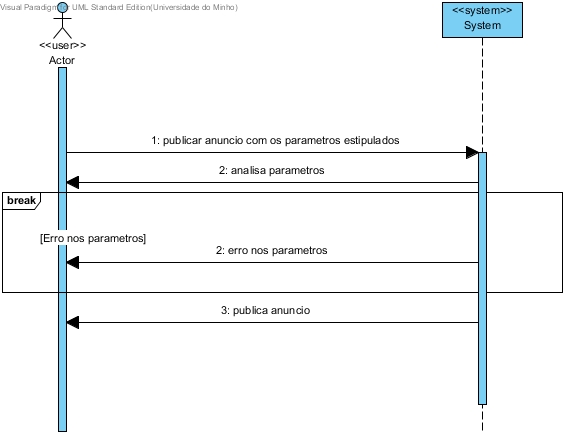 Visual Paradigm for UML Standard Edition(Universidade do Minho)
<<system>>
System
<<user>>
Actor
1: publicar anuncio com os parametros estipulados
2: analisa parametros
break
[Erro nos parametros]
2: erro nos parametros
3: publica anuncio